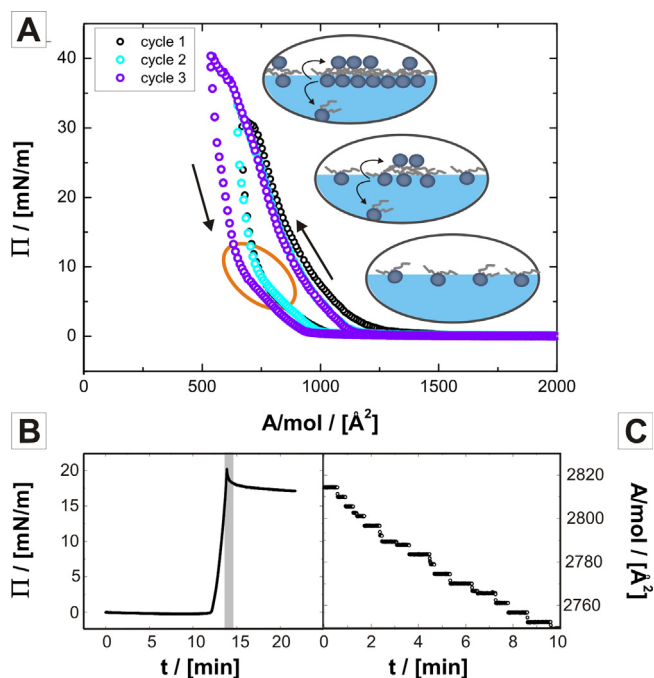 A
cycle 1
cycle 2
cycle 3
Π / [mN/m]
40
30
20
10
0
0 500 1000 1500 2000
A/mol / [Å²]
B
C
Π / [mN/m]
20
15
10
5
0
0 5 10 15 20
t / [min]
2820
2800
2780
2760
A/mol / [Å²]
0 2 4 6 8 10
t / [min]